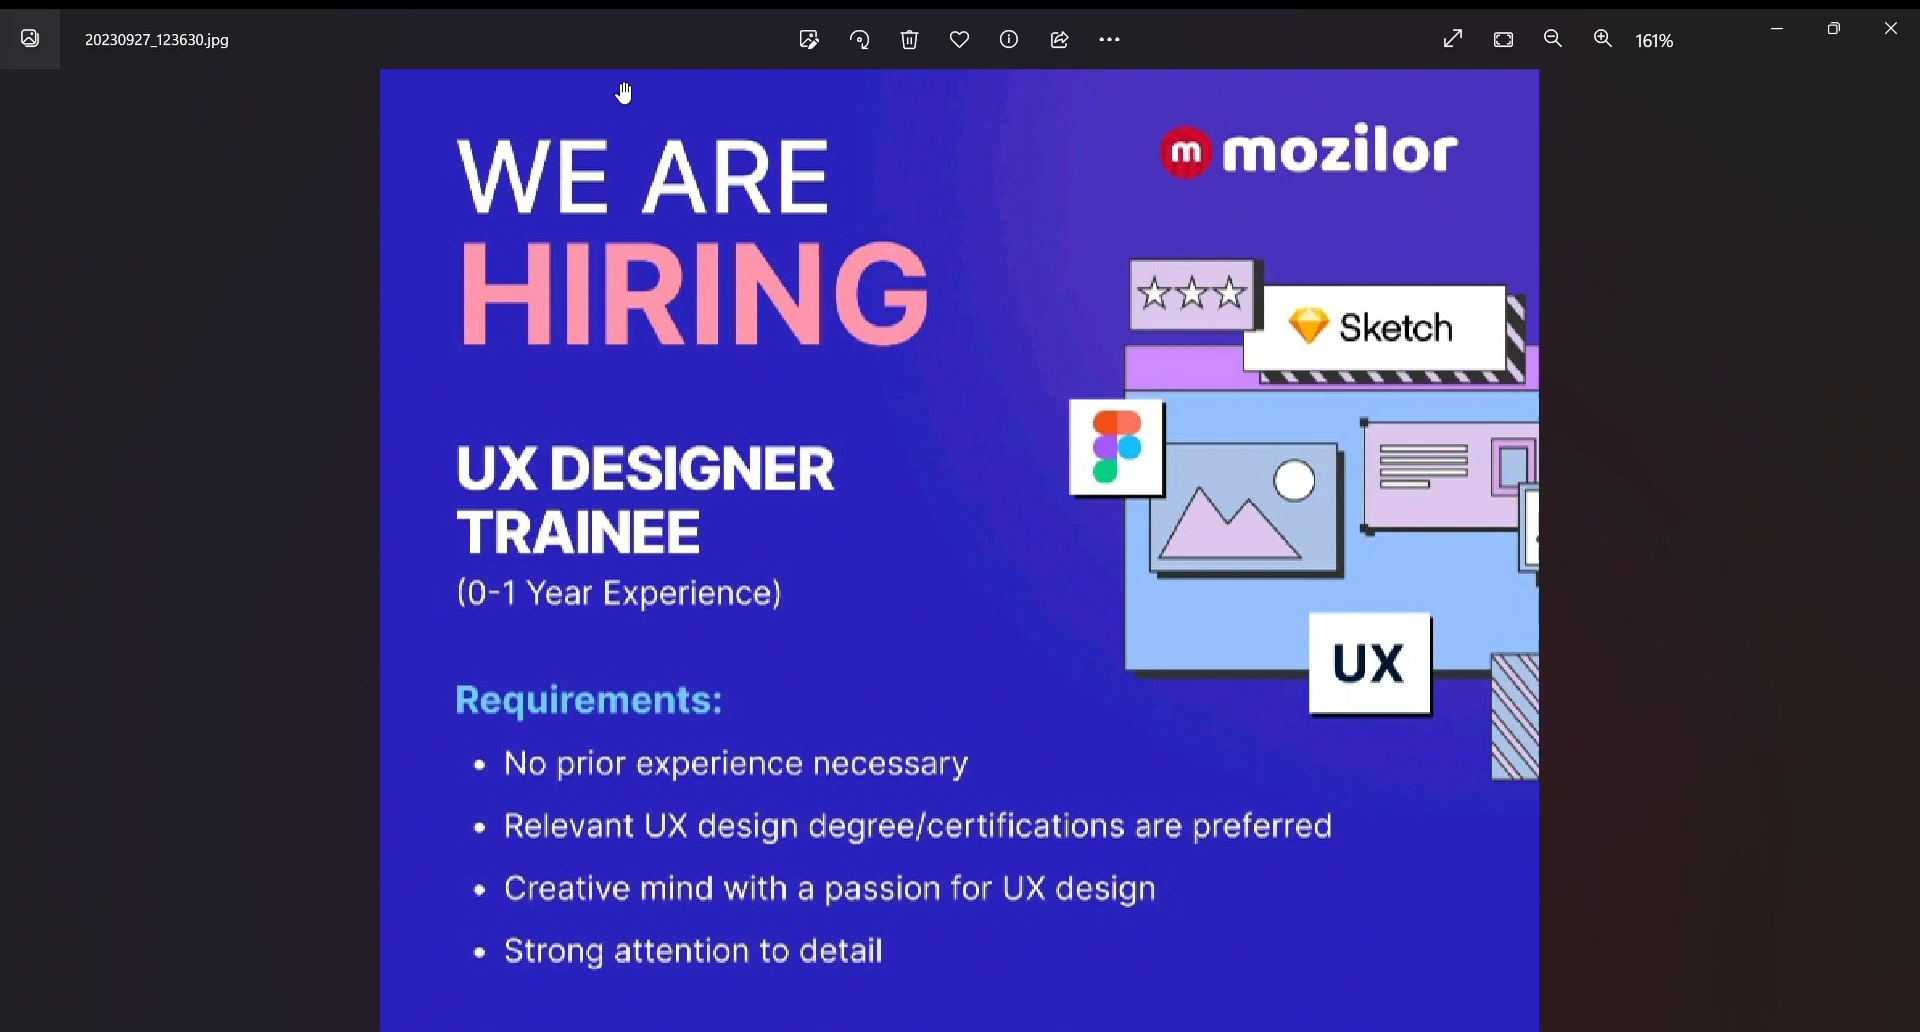 20230927_123630.jpg
161%
WE ARE
HIRING
m mozilor
Sketch
UX DESIGNER
TRAINEE
(0-1 Year Experience)
UX
Requirements:
• No prior experience necessary
• Relevant UX design degree/certifications are preferred
• Creative mind with a passion for UX design
• Strong attention to detail